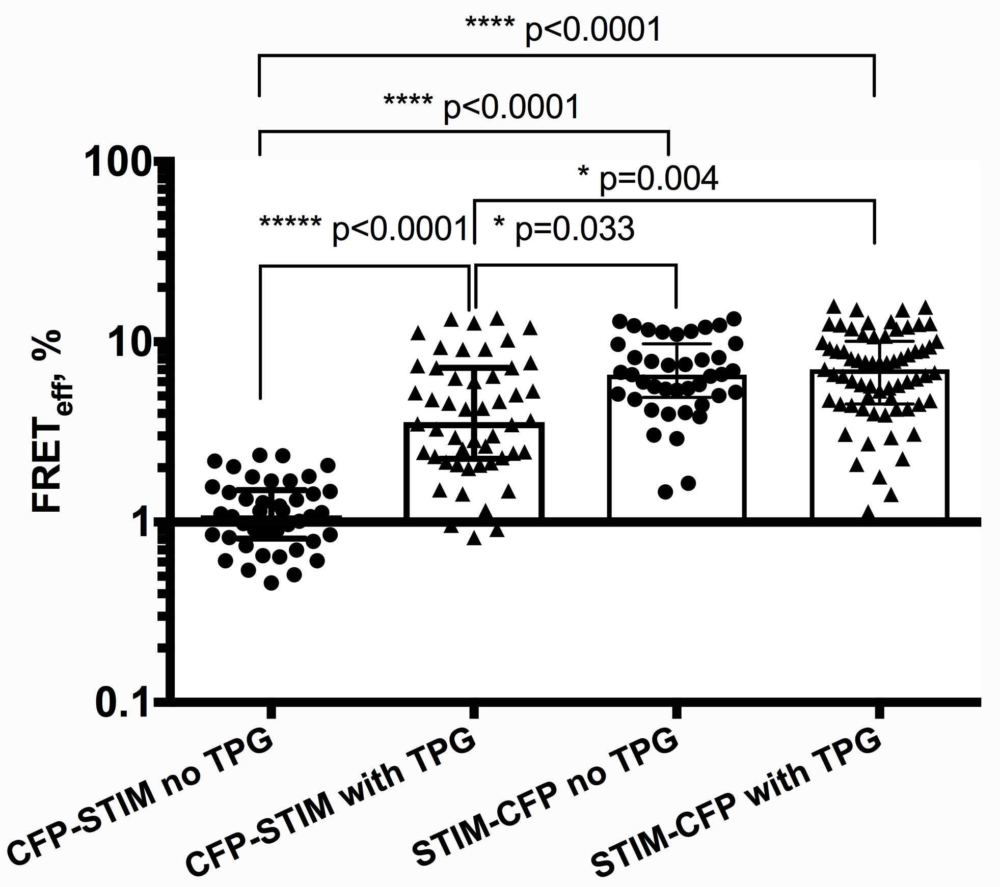 **** p<0.0001
**** p<0.0001
* p=0.004
***** p<0.0001
* p=0.033
FRETeff, %
100
10
1
0.1
CFP-STIM no TPG
CFP-STIM with TPG
STIM-CFP no TPG
STIM-CFP with TPG